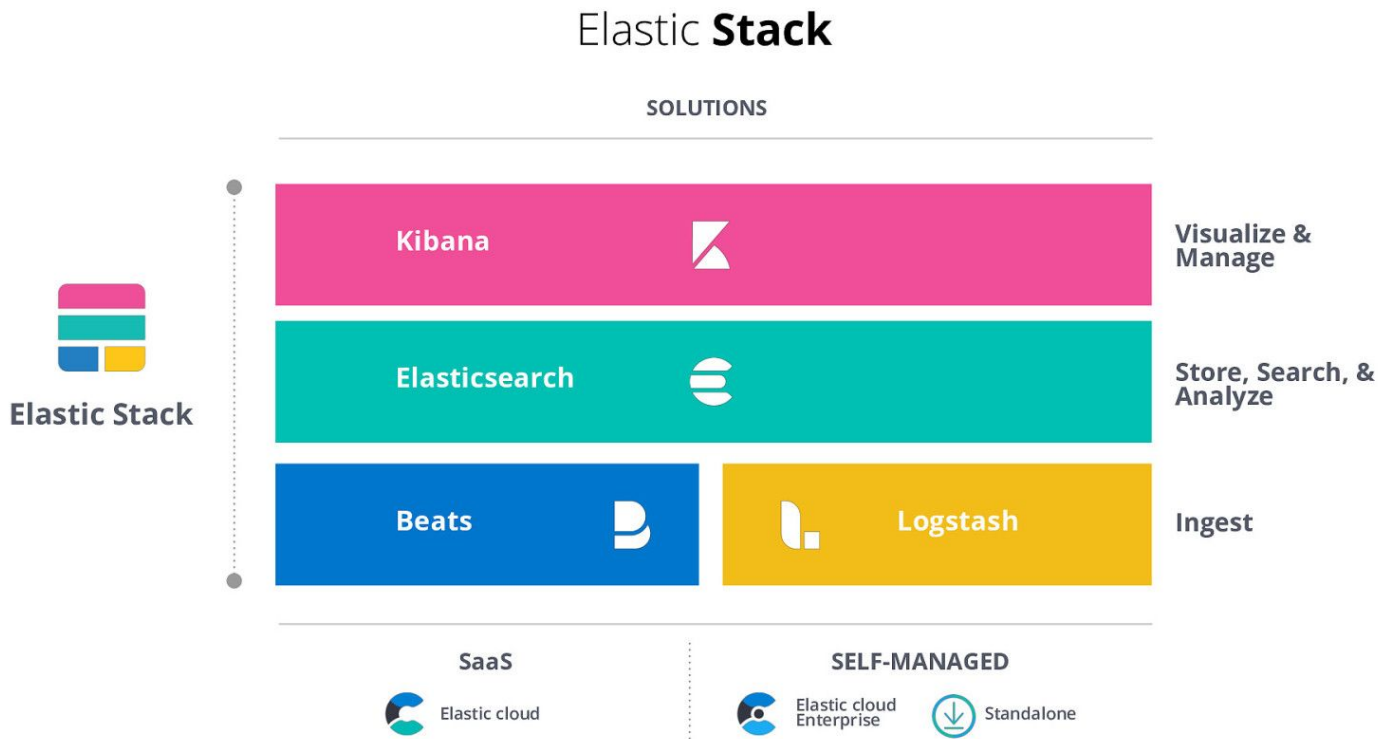 Elastic Stack
SOLUTIONS
Kibana
Visualize &
Manage
Elasticsearch
Store, Search, &
Analyze
Elastic Stack
Beats
Logstash
Ingest
SaaS
SELF-MANAGED
Elastic cloud
Elastic cloud
Enterprise
Standalone